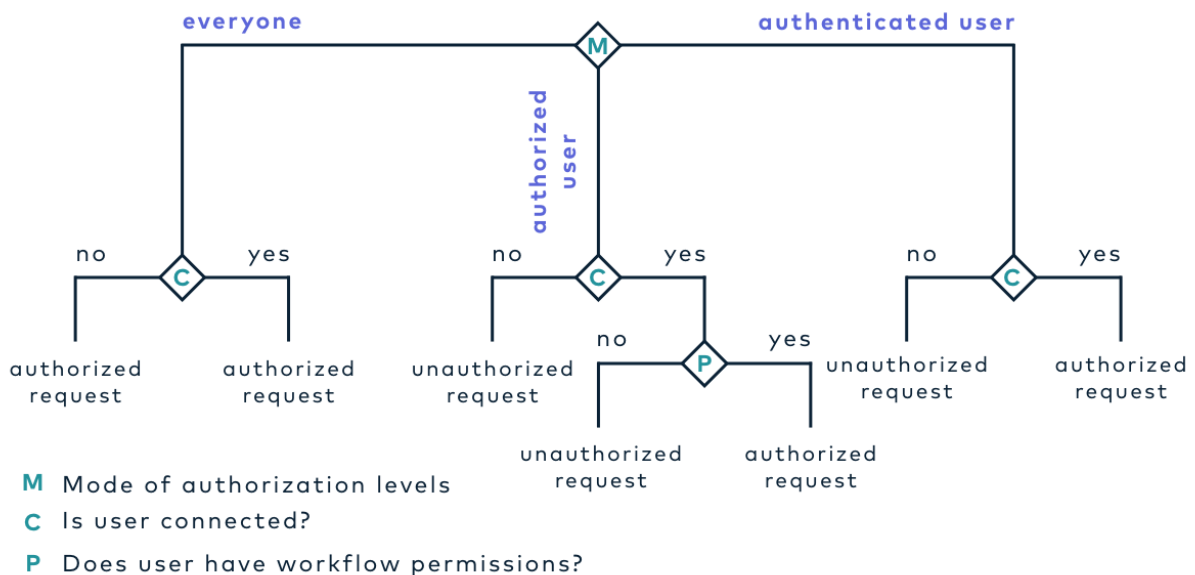 everyone
authenticated user
M
authorized
user
no
yes
no
yes
no
yes
C
C
C
no
yes
P
authorized
request
authorized
request
unauthorized
request
unauthorized
request
authorized
request
unauthorized
request
authorized
request
M Mode of authorization levels
C Is user connected?
P Does user have workflow permissions?